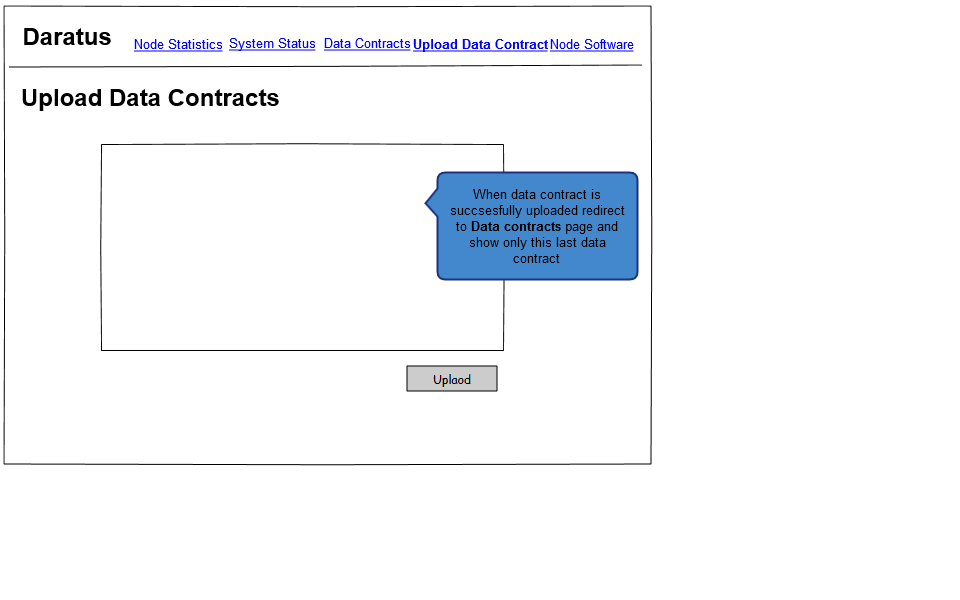 Daratus
Node Statistics System Status Data Contracts Upload Data Contract Node Software
Upload Data Contracts
When data contract is
succsesfully uploaded redirect
to Data contracts page and
show only this last data
contract
Uplaod